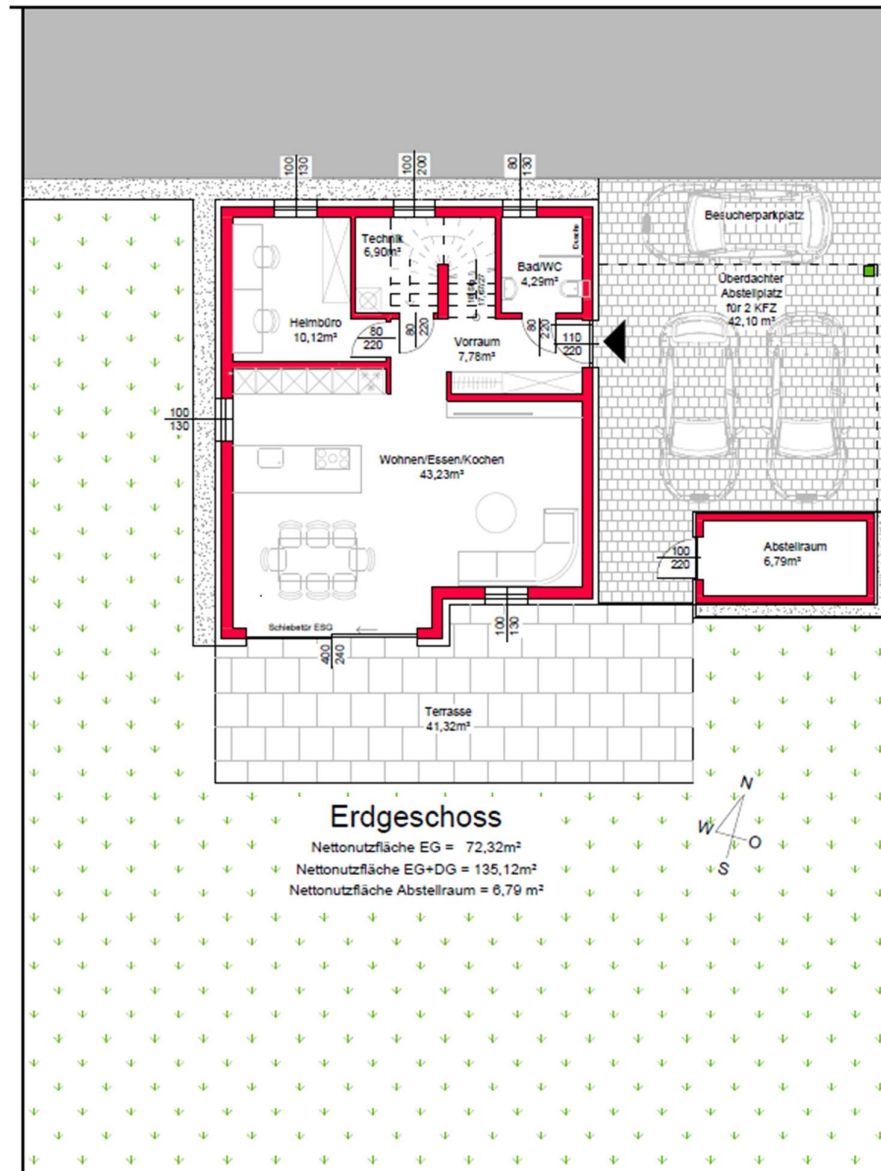 100
130
100
200
80
130
Besucherparkplatz
Technik
6,90m²
Dusche
Bad/WC
4,29m²
Überdachter
Abstellplatz
für 2 KFZ
42,10 m²
Heimbüro
10,12m²
80
220
80
220
Vorraum
7,78m²
80
220
110
220
100
130
Wohnen/Essen/Kochen
43,23m²
100
220
Abstellraum
6,79m²
Schiebetür ESG
400
240
100
130
Terrasse
41,32m²
Erdgeschoss
Nettonutzfläche EG = 72,32m²
Nettonutzfläche EG+DG = 135,12m²
Nettonutzfläche Abstellraum = 6,79 m²
N
W
O
S